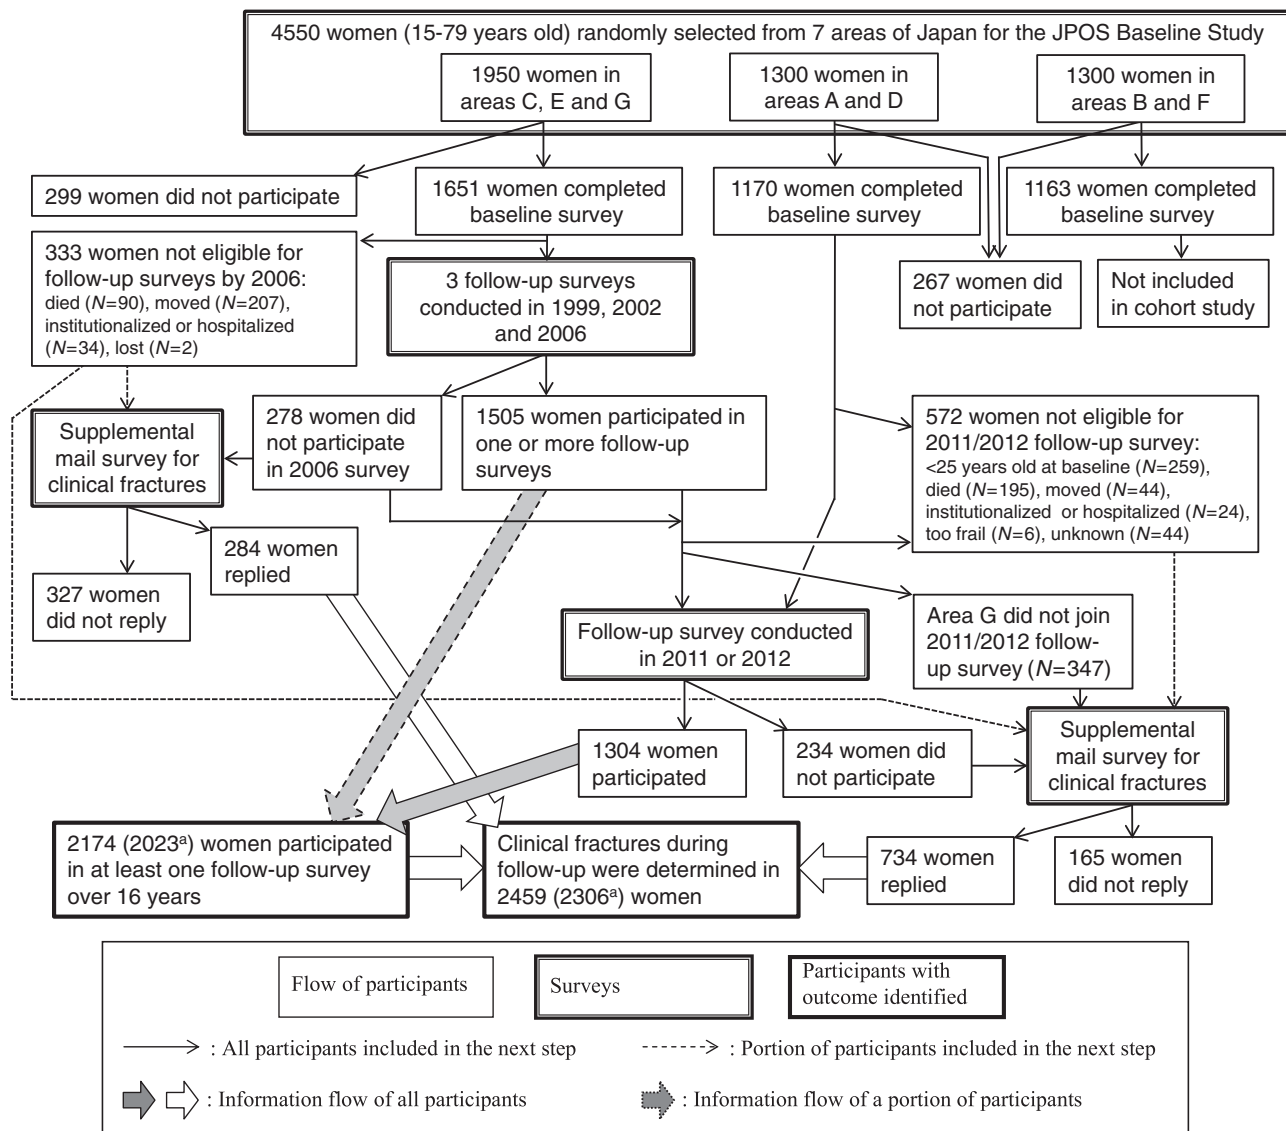 4550 women (15-79 years old) randomly selected from 7 areas of Japan for the JPOS Baseline Study
1950 women in
areas C, E and G
1300 women in
areas A and D
1300 women in
areas B and F
299 women did not participate
1651 women completed
baseline survey
1170 women completed
baseline survey
1163 women completed
baseline survey
333 women not eligible for
follow-up surveys by 2006:
died (N=90), moved (N=207),
institutionalized or hospitalized
(N=34), lost (N=2)
3 follow-up surveys
conducted in 1999, 2002
and 2006
267 women did
not participate
Not included
in cohort study
Supplemental
mail survey for
clinical fractures
278 women did
not participate
in 2006 survey
1505 women participated in
one or more follow-up
surveys
572 women not eligible for
2011/2012 follow-up survey:
<25 years old at baseline (N=259),
died (N=195), moved (N=44),
institutionalized or hospitalized (N=24),
too frail (N=6), unknown (N=44)
327 women
did not reply
284 women
replied
Follow-up survey conducted
in 2011 or 2012
Area G did not join
2011/2012 follow-
up survey (N=347)
1304 women
participated
234 women did
not participate
Supplemental
mail survey for
clinical fractures
2174 (2023ᵃ) women participated
in at least one follow-up survey
over 16 years
Clinical fractures during
follow-up were determined in
2459 (2306ᵃ) women
734 women
replied
165 women
did not reply
Flow of participants
Surveys
Participants with
outcome identified
: All participants included in the next step
: Portion of participants included in the next step
: Information flow of all participants
: Information flow of a portion of participants